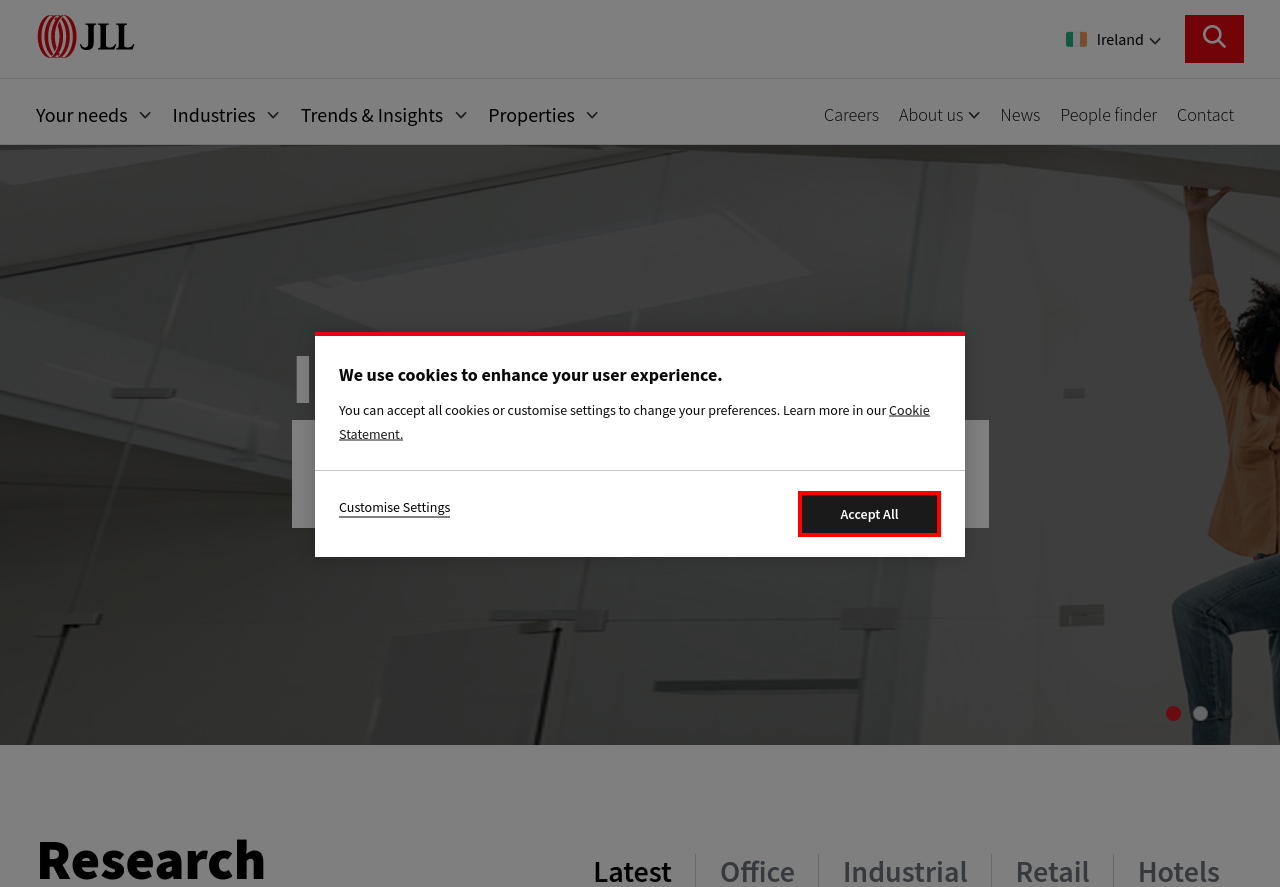 JLL
Ireland
Your needs
Industries
Trends & Insights
Properties
Careers
About us
News
People finder
Contact
We use cookies to enhance your user experience.
You can accept all cookies or customise settings to change your preferences. Learn more in our Cookie
Statement.
Customise Settings
Accept All
Research
Latest
Office
Industrial
Retail
Hotels